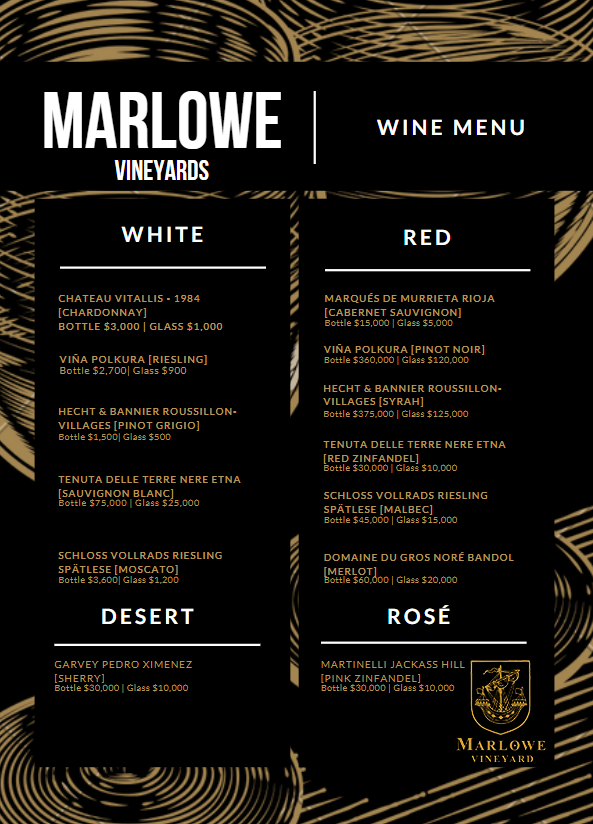 MARLOWE
VINEYARDS
WINE MENU
WHITE
CHATEAU VITALLIS • 1984
[CHARDONNAY]
BOTTLE $3,000 | GLASS $1,000
VIÑA POLKURA [RIESLING]
Bottle $2,700| Glass $900
HECHT & BANNIER ROUSSILLON-
VILLAGES [PINOT GRIGIO]
Bottle $1,500| Glass $500
TENUTA DELLE TERRE NERE ETNA
[SAUVIGNON BLANC]
Bottle $75,000 | Glass $25,000
SCHLOSS VOLLRADS RIESLING
SPÄTLESE [MOSCATO]
Bottle $3,600| Glass $1,200
DESERT
GARVEY PEDRO XIMENEZ
[SHERRY]
Bottle $30,000 | Glass $10,000
RED
MARQUÉS DE MURRIETA RIOJA
[CABERNET SAUVIGNON]
Bottle $15,000 | Glass $5,000
VIÑA POLKURA [PINOT NOIR]
Bottle $360,000 | Glass $120,000
HECHT & BANNIER ROUSSILLON-
VILLAGES [SYRAH]
Bottle $375,000 | Glass $125,000
TENUTA DELLE TERRE NERE ETNA
[RED ZINFANDEL]
Bottle $30,000 | Glass $10,000
SCHLOSS VOLLRADS RIESLING
SPÄTLESE [MALBEC]
Bottle $45,000 | Glass $15,000
DOMAINE DU GROS NORÉ BANDOL
[MERLOT]
Bottle $60,000 | Glass $20,000
ROSÉ
MARTINELLI JACKASS HILL
[PINK ZINFANDEL]
Bottle $30,000 | Glass $10,000
MARLOWE
VINEYARD